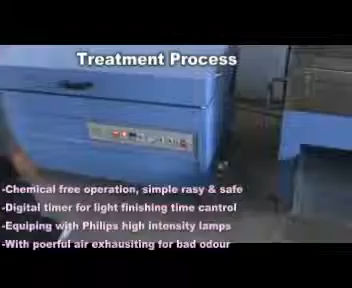 Treatment Process
-Chemical free operation, simple rasy & safe
-Digital timer for light finishing time cantrol
-Equiping with Philips high intensity lamps
-With poerful air exhausiting for bad odour